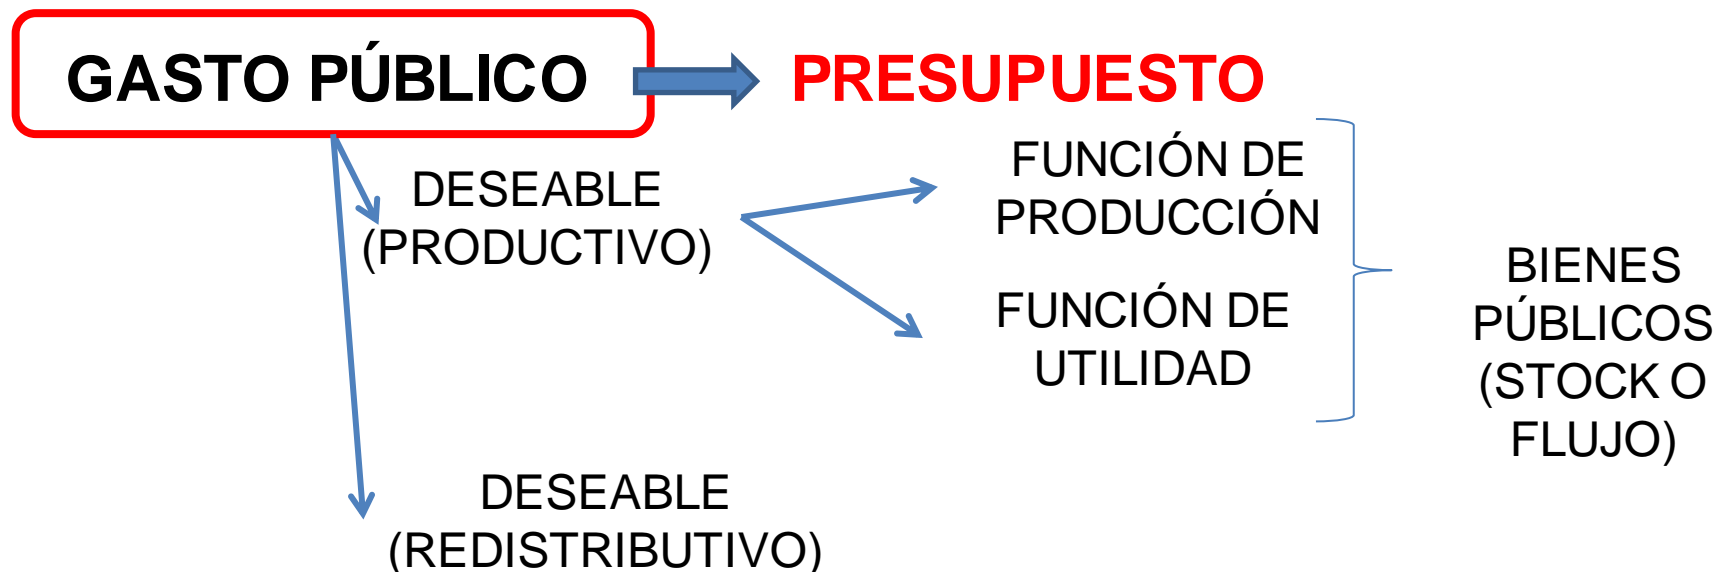 GASTO PÚBLICO
PRESUPUESTO
DESEABLE
(PRODUCTIVO)
FUNCIÓN DE
PRODUCCIÓN
FUNCIÓN DE
UTILIDAD
BIENES
PÚBLICOS
(STOCK O
FLUJO)
DESEABLE
(REDISTRIBUTIVO)